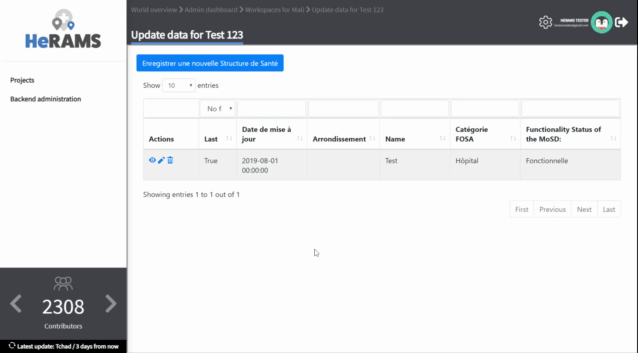 World overview > Admin dashboard > Workspaces for Mali > Update data for Test 123
HeRAMS
Update data for Test 123
HERAMS TESTER
Projects
Backend administration
Enregistrer une nouvelle Structure de Santé
Show 10 entries
No f
Actions Last Date de mise à jour Arrondissement Name Catégorie FOSA Functionality Status of the MoSD:
True 2019-08-01 00:00:00 Test Hôpital Fonctionnelle
Showing entries 1 to 1 out of 1
First Previous Next Last
2308
Contributors
Latest update: Tchad / 3 days from now